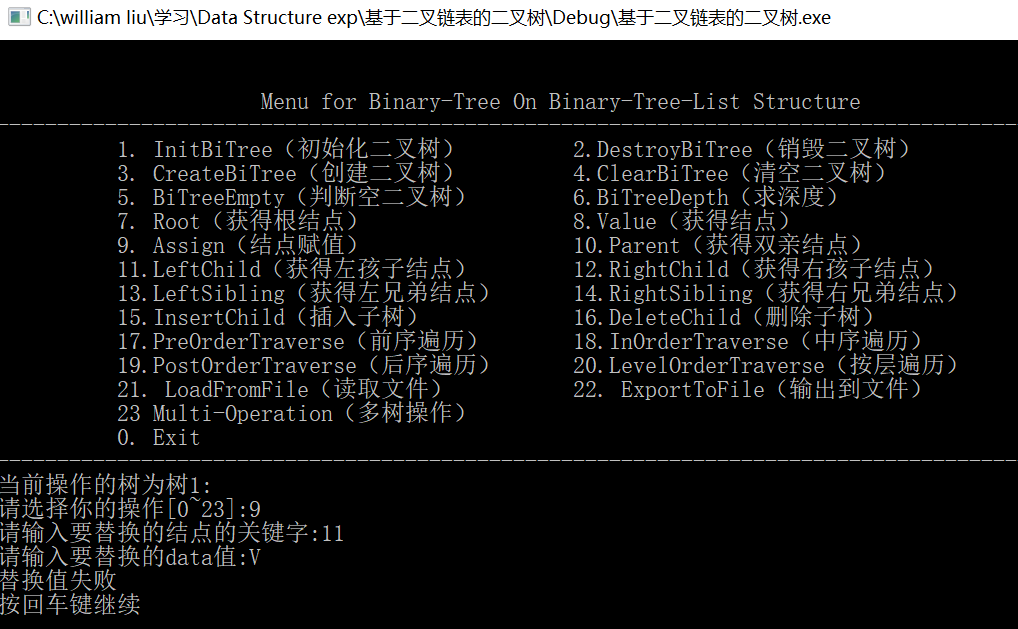 C:\william liu\学习\Data Structure exp\基于二叉链表的二叉树\Debug\基于二叉链表的二叉树.exe
Menu for Binary-Tree On Binary-Tree-List Structure
1. InitBiTree（初始化二叉树） 2.DestroyBiTree（销毁二叉树）
3. CreateBiTree（创建二叉树） 4.ClearBiTree（清空二叉树）
5. BiTreeEmpty（判断空二叉树） 6.BiTreeDepth（求深度）
7. Root（获得根结点） 8.Value（获得结点）
9. Assign（结点赋值） 10.Parent（获得双亲结点）
11.LeftChild（获得左孩子结点） 12.RightChild（获得右孩子结点）
13.LeftSibling（获得左兄弟结点） 14.RightSibling（获得右兄弟结点）
15.InsertChild（插入子树） 16.DeleteChild（删除子树）
17.PreOrderTraverse（前序遍历） 18.InOrderTraverse（中序遍历）
19.PostOrderTraverse（后序遍历） 20.LevelOrderTraverse（按层遍历）
21. LoadFromFile（读取文件） 22. ExportToFile（输出到文件）
23 Multi-Operation（多树操作）
0. Exit
当前操作的树为树1:
请选择你的操作[0~23]:9
请输入要替换的结点的关键字:11
请输入要替换的data值:V
替换值失败
按回车键继续